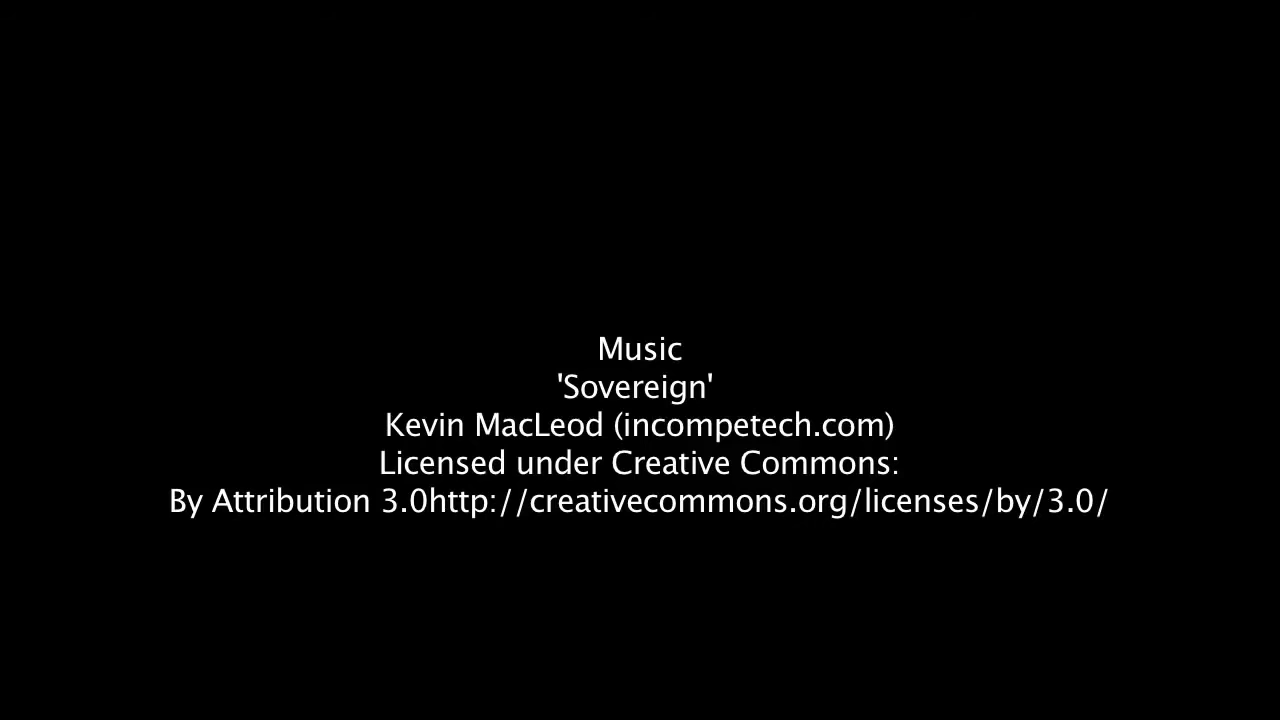 Music
'Sovereign'
Kevin MacLeod (incompetech.com)
Licensed under Creative Commons:
By Attribution 3.0http://creativecommons.org/licenses/by/3.0/